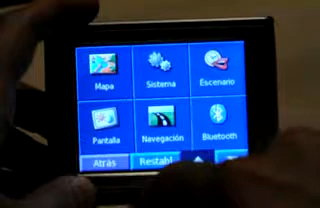 Mapa Sistema Escenario
Pantalla Navegación Bluetooth
Atrás Restabl